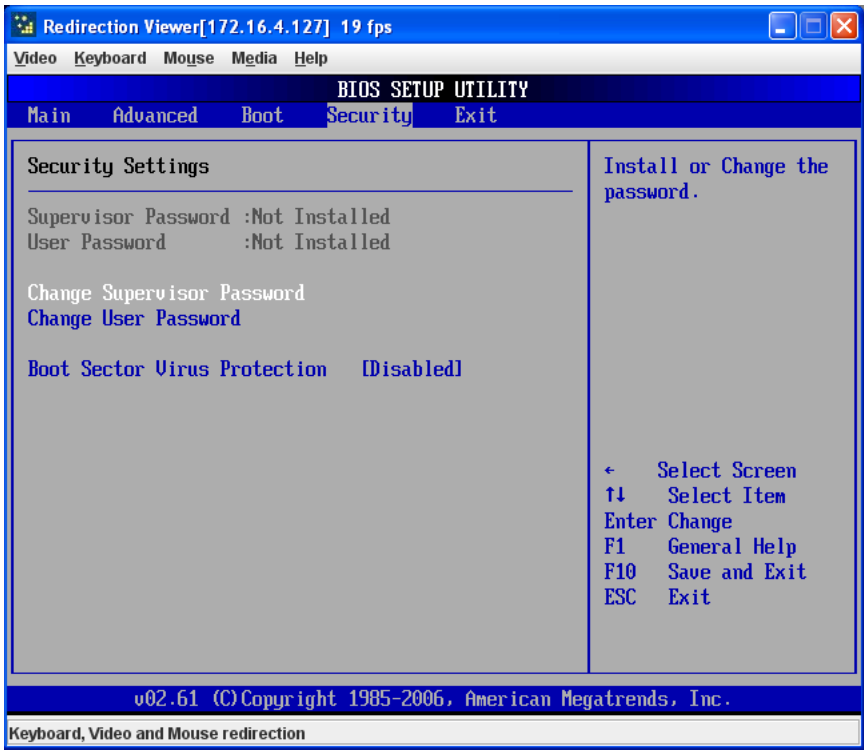 Redirection Viewer[172.16.4.127] 19 fps
Video Keyboard Mouse Media Help
BIOS SETUP UTILITY
Main Advanced Boot Security Exit
Security Settings
Supervisor Password :Not Installed
User Password :Not Installed
Change Supervisor Password
Change User Password
Boot Sector Virus Protection [Disabled]
Install or Change the
password.
← Select Screen
↑↓ Select Item
Enter Change
F1 General Help
F10 Save and Exit
ESC Exit
v02.61 (C)Copyright 1985-2006, American Megatrends, Inc.
Keyboard, Video and Mouse redirection